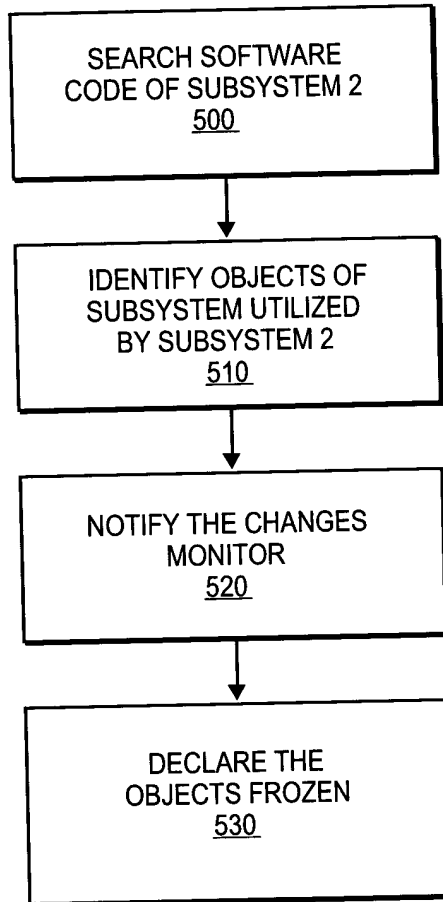 SEARCH SOFTWARE
CODE OF SUBSYSTEM 2
500
IDENTIFY OBJECTS OF
SUBSYSTEM UTILIZED
BY SUBSYSTEM 2
510
NOTIFY THE CHANGES
MONITOR
520
DECLARE THE
OBJECTS FROZEN
530